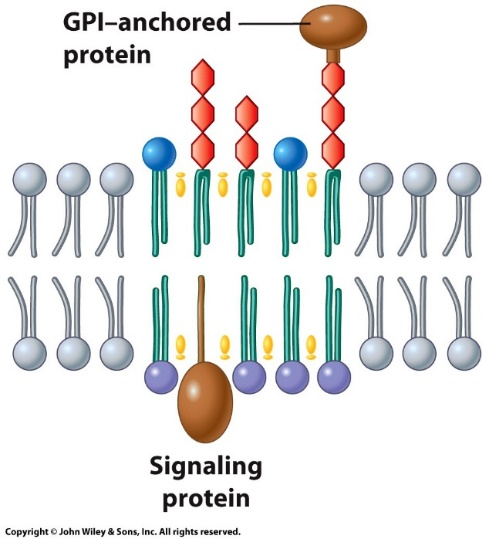 GPI–anchored
protein
Signaling
protein
Copyright © John Wiley & Sons, Inc. All rights reserved.